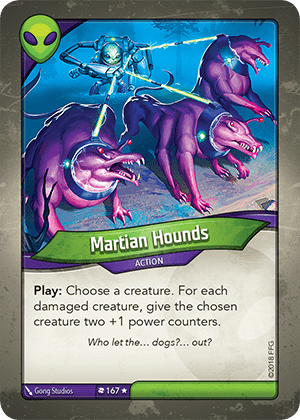 Martian Hounds
ACTION
Play: Choose a creature. For each
damaged creature, give the chosen
creature two +1 power counters.
Who let the... dogs?... out?
©2018 FFG
Gong Studios
167